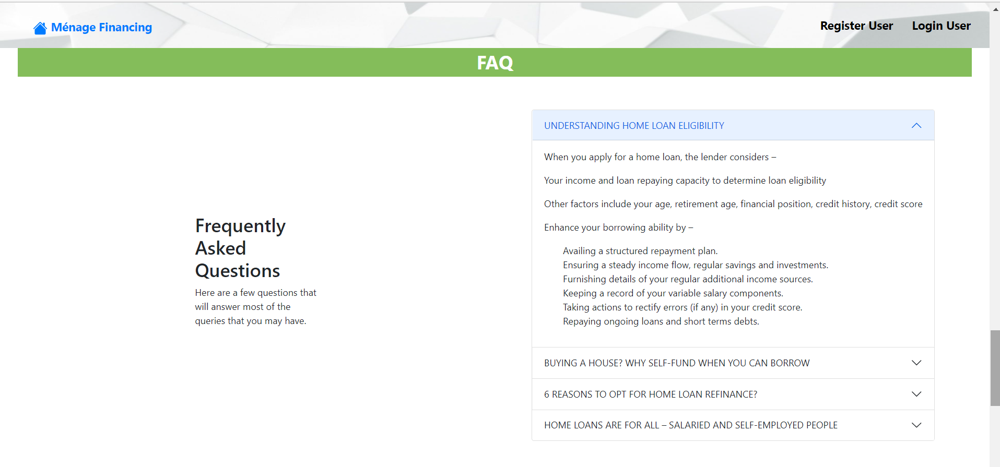 Ménage Financing
Register User
Login User
FAQ
Frequently
Asked
Questions
Here are a few questions that
will answer most of the
queries that you may have.
UNDERSTANDING HOME LOAN ELIGIBILITY
When you apply for a home loan, the lender considers –
Your income and loan repaying capacity to determine loan eligibility
Other factors include your age, retirement age, financial position, credit history, credit score
Enhance your borrowing ability by –
Availing a structured repayment plan.
Ensuring a steady income flow, regular savings and investments.
Furnishing details of your regular additional income sources.
Keeping a record of your variable salary components.
Taking actions to rectify errors (if any) in your credit score.
Repaying ongoing loans and short terms debts.
BUYING A HOUSE? WHY SELF-FUND WHEN YOU CAN BORROW
6 REASONS TO OPT FOR HOME LOAN REFINANCE?
HOME LOANS ARE FOR ALL – SALARIED AND SELF-EMPLOYED PEOPLE